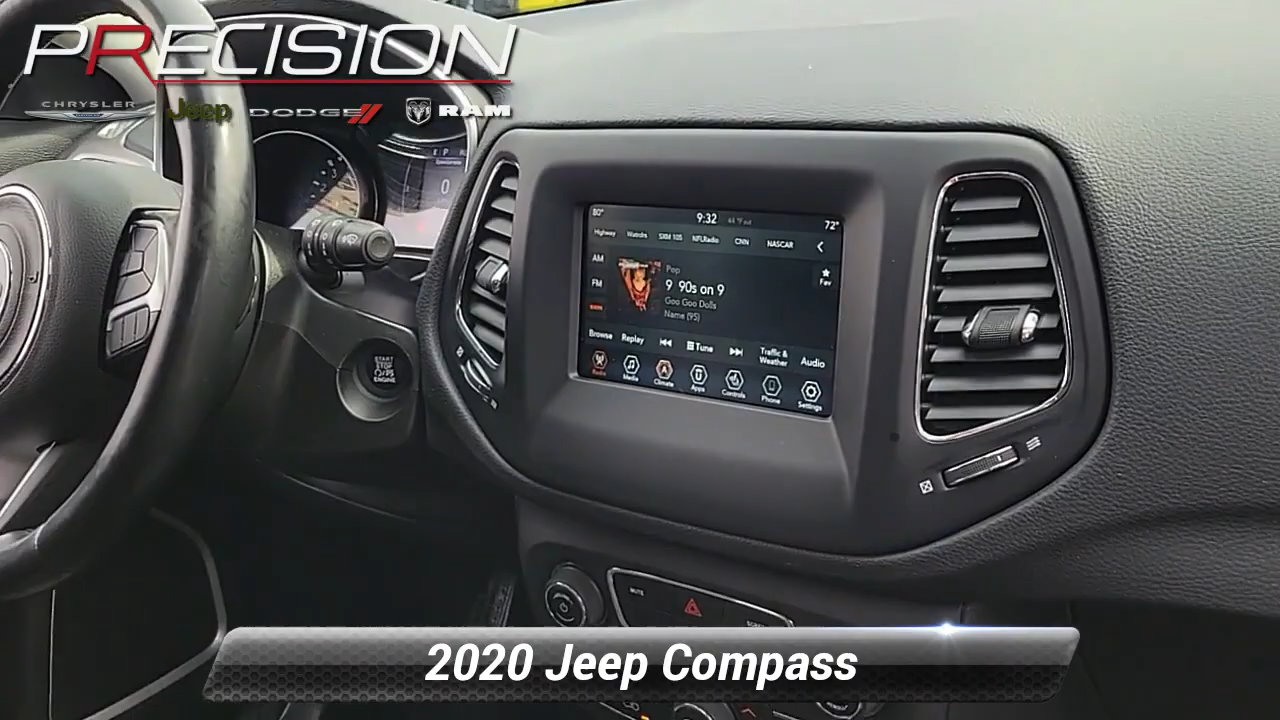 PRECISION
CHRYSLER Jeep DODGE RAM
80° 9:32 72°
Highway SXM 105 NFLRadio CNN NASCAR
AM
Pop
FM
9 90s on 9
Fav
Goo Goo Dolls
Name (95)
Browse Replay Tune Traffic & Weather Audio
Radio Media Climate Apps Controls Phone Settings
0
START
STOP
ENGINE
MUTE
2020 Jeep Compass